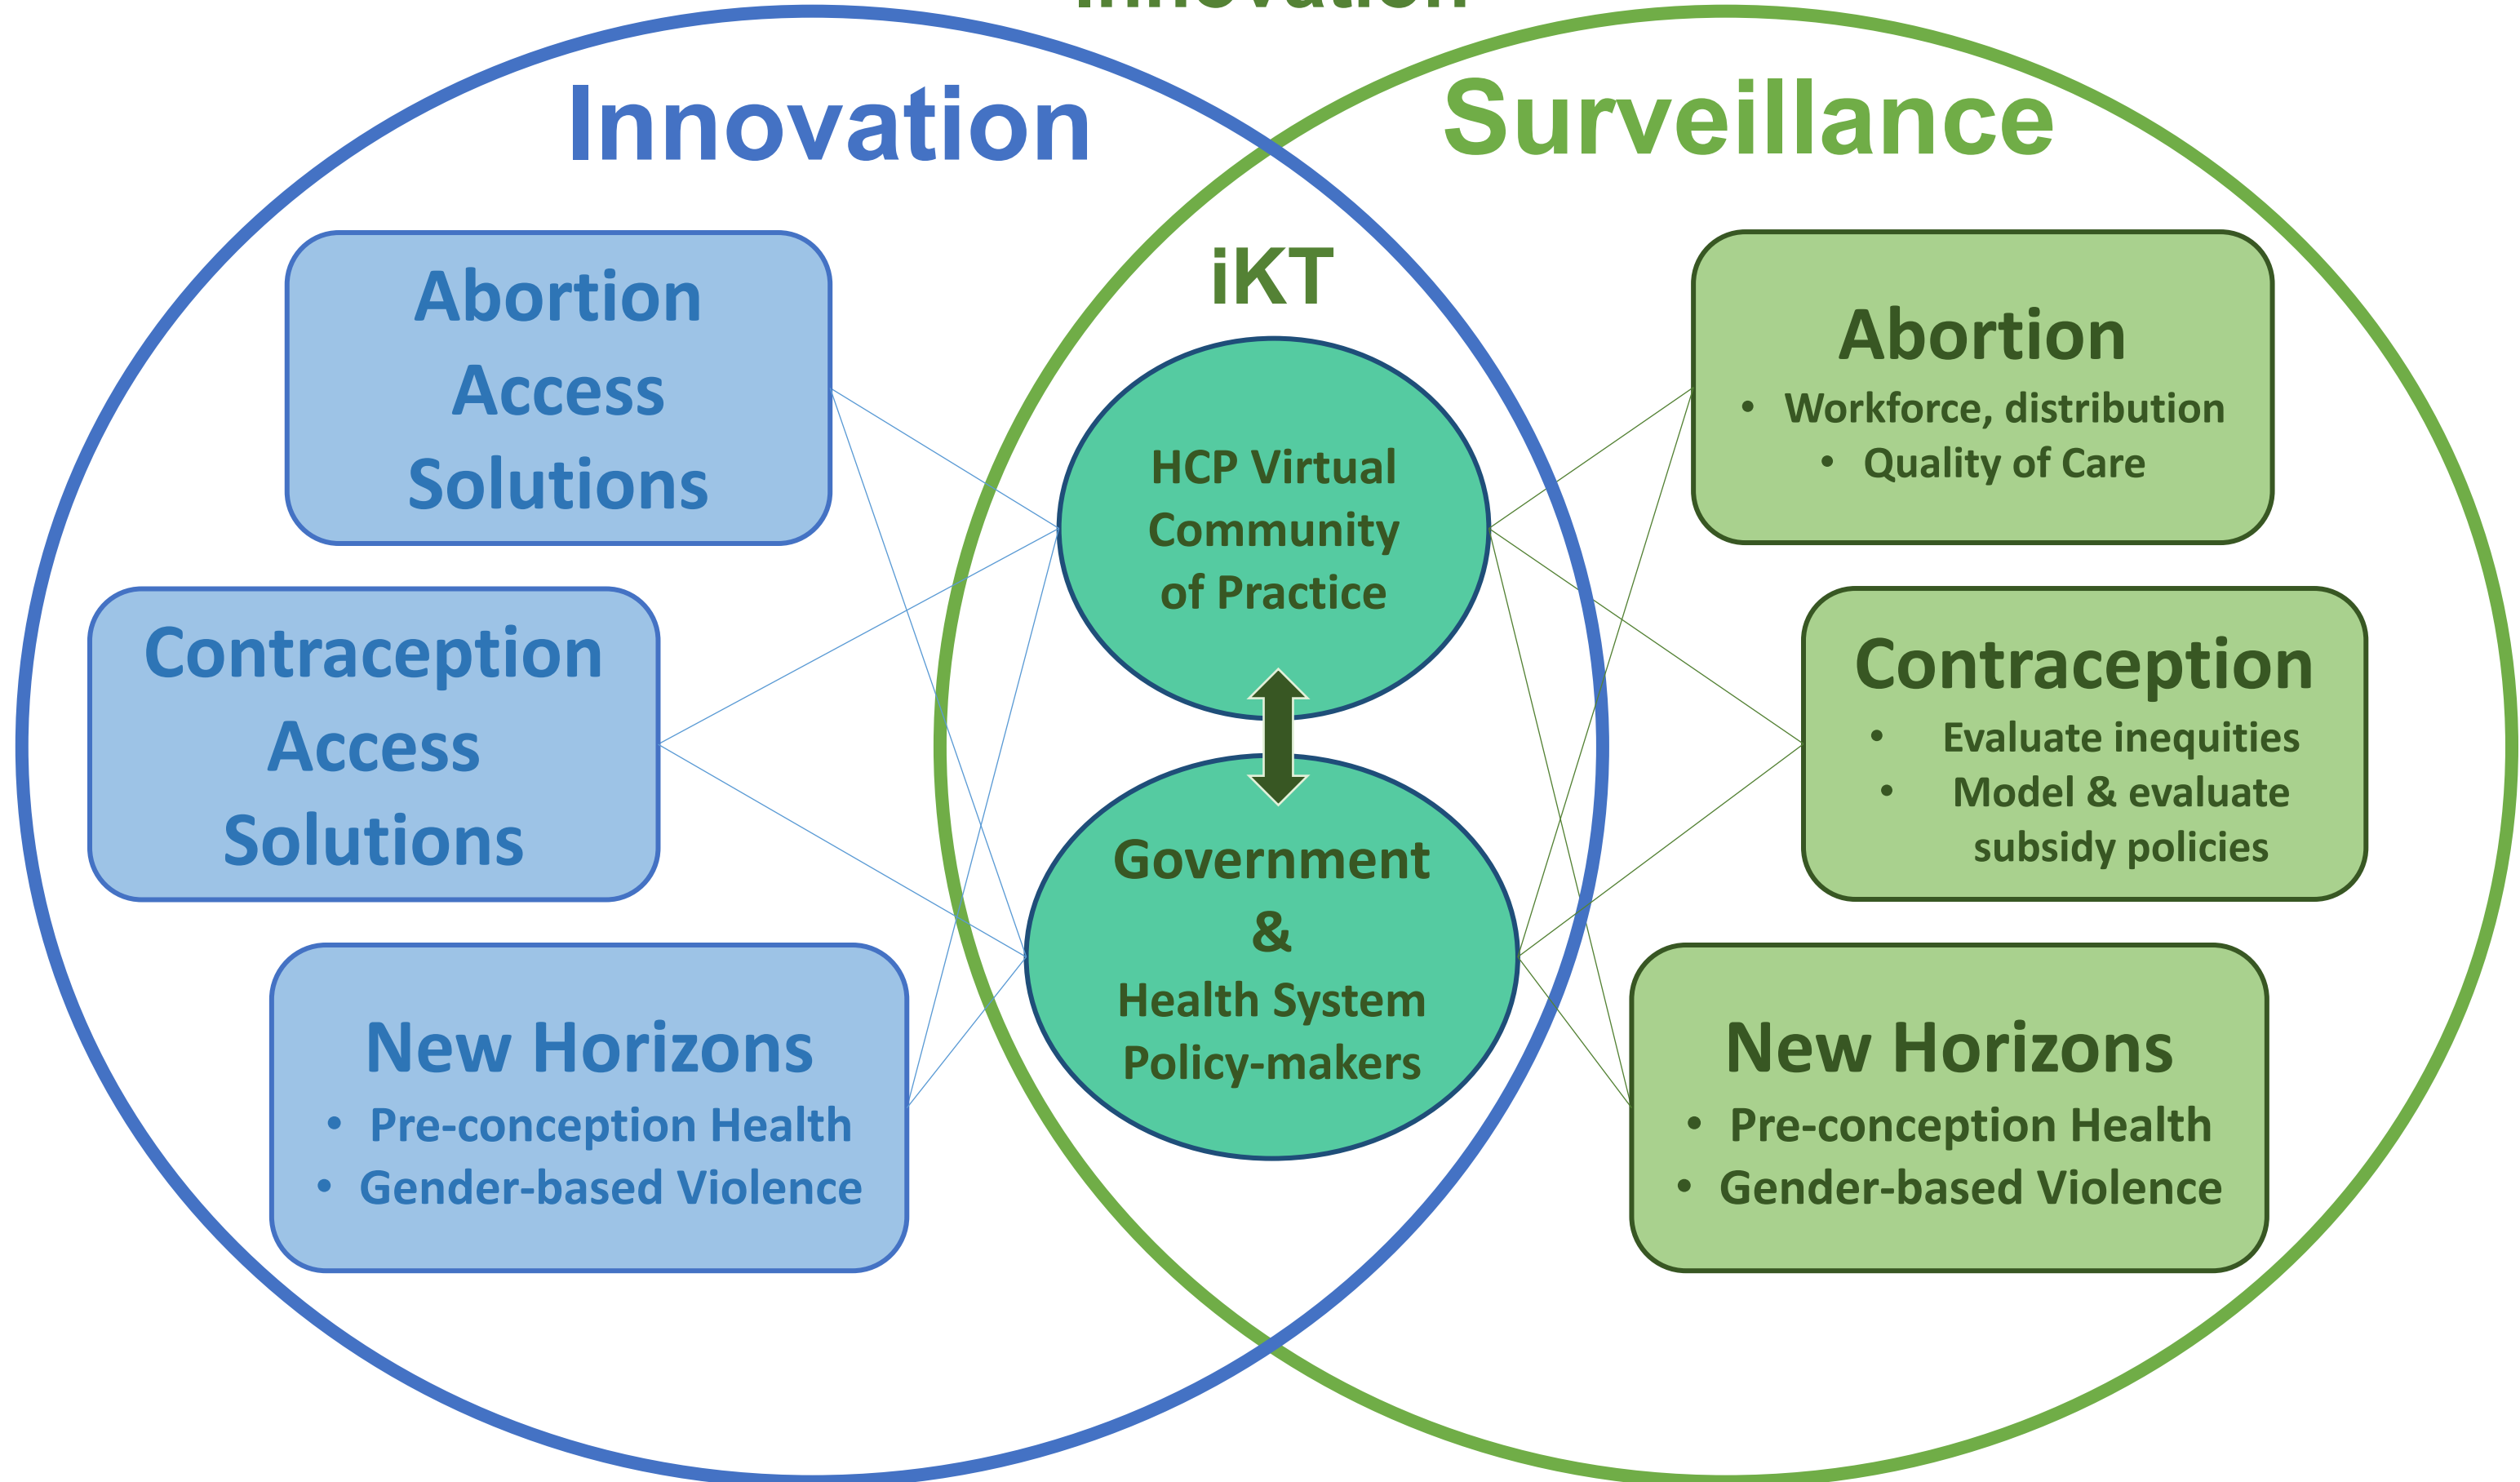 Innovation
Surveillance
iKT
Abortion
Access
Solutions
Contraception
Access
Solutions
New Horizons
• Pre-conception Health
• Gender-based Violence
HCP Virtual
Community
of Practice
Government
&
Health System
Policy-makers
Abortion
• Workforce, distribution
• Quality of Care
Contraception
• Evaluate inequities
• Model & evaluate
subsidy policies
New Horizons
• Pre-conception Health
• Gender-based Violence